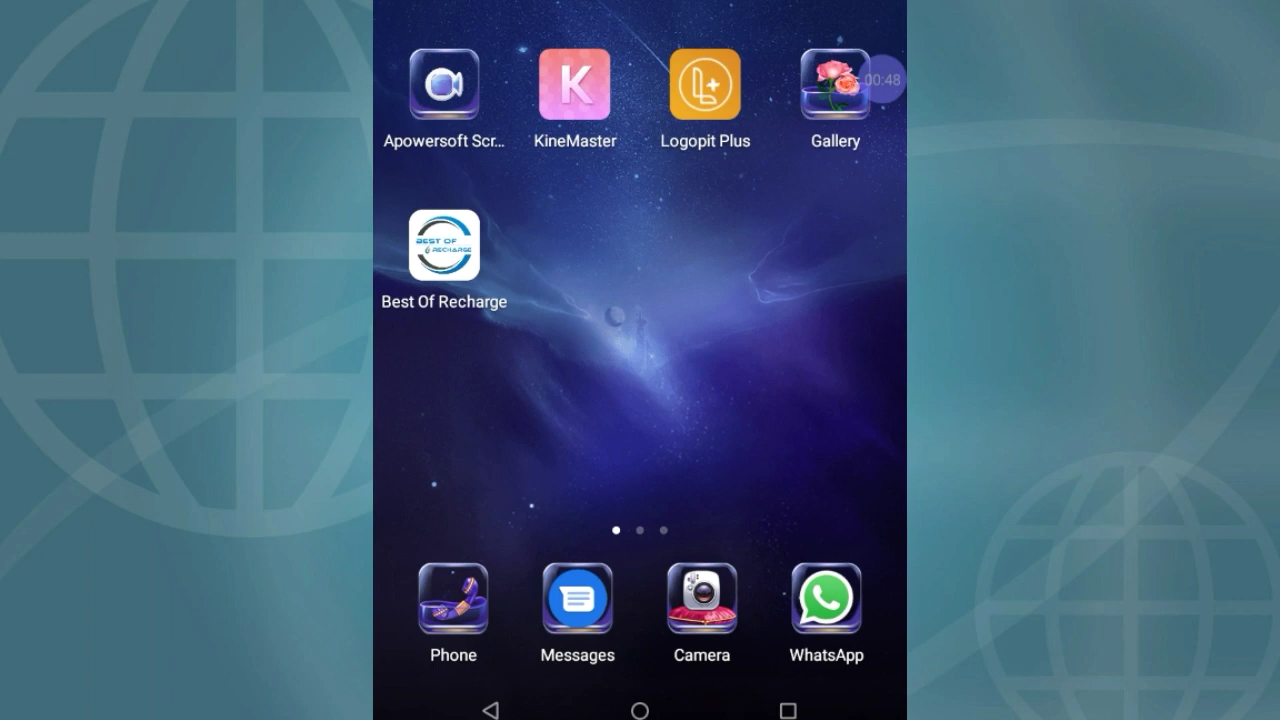 00:48
Apowersoft Scr...
KineMaster
Logopit Plus
Gallery
K
L+
BEST OF
RECHARGE
Best Of Recharge
Phone
Messages
Camera
WhatsApp